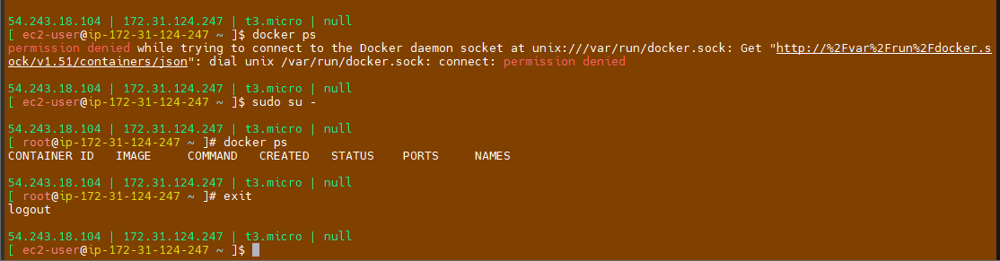 54.243.18.104 | 172.31.124.247 | t3.micro | null
[ ec2-user@ip-172-31-124-247 ~ ]$ docker ps
permission denied while trying to connect to the Docker daemon socket at unix:///var/run/docker.sock: Get "http://%2Fvar%2Frun%2Fdocker.s
ock/v1.51/containers/json": dial unix /var/run/docker.sock: connect: permission denied
54.243.18.104 | 172.31.124.247 | t3.micro | null
[ ec2-user@ip-172-31-124-247 ~ ]$ sudo su -
54.243.18.104 | 172.31.124.247 | t3.micro | null
[ root@ip-172-31-124-247 ~ ]# docker ps
CONTAINER ID   IMAGE     COMMAND   CREATED   STATUS    PORTS     NAMES
54.243.18.104 | 172.31.124.247 | t3.micro | null
[ root@ip-172-31-124-247 ~ ]# exit
logout
54.243.18.104 | 172.31.124.247 | t3.micro | null
[ ec2-user@ip-172-31-124-247 ~ ]$